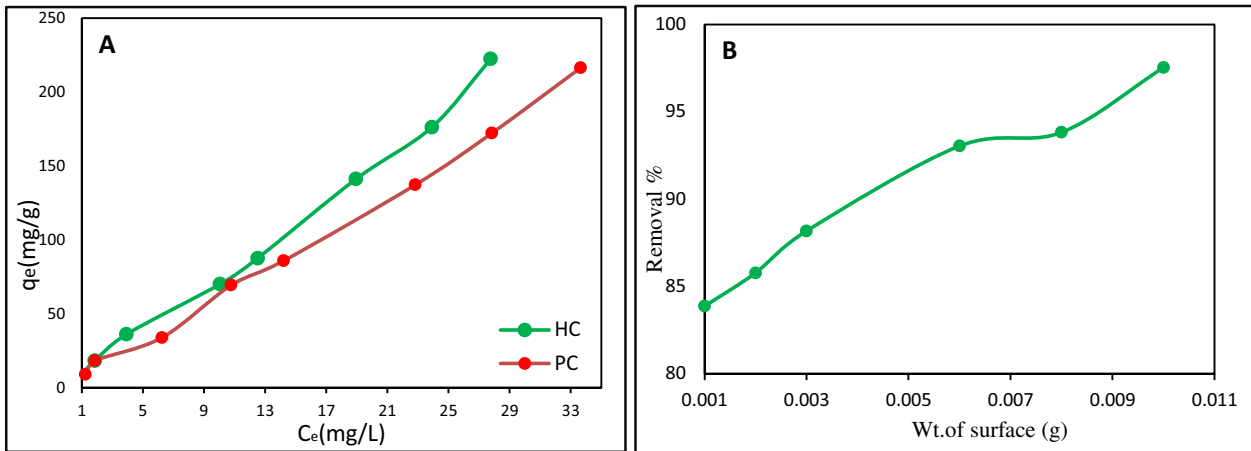 A
250
200
150
100
50
0
qe(mg/g)
1 5 9 13 17 21 25 29 33
Ce(mg/L)
HC
PC
B
100
95
90
85
80
Removal %
0.001 0.003 0.005 0.007 0.009 0.011
Wt.of surface (g)